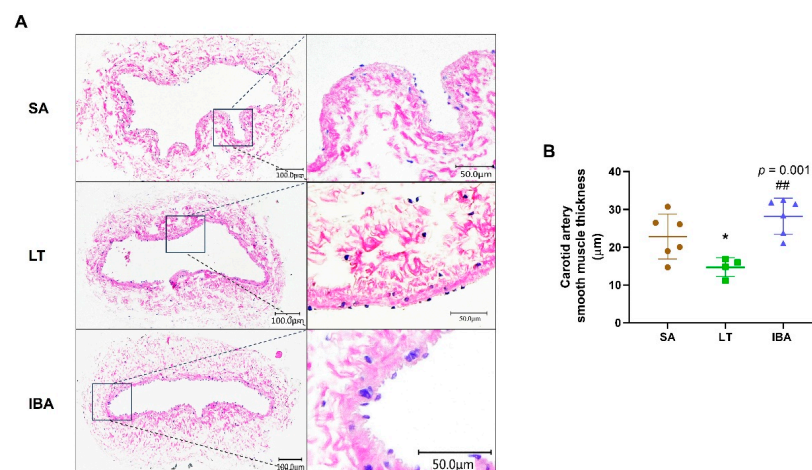 A
SA
100.0μm
50.0μm
LT
100.0μm
50.0μm
IBA
100.0μm
50.0μm
B
p = 0.001
##
*
Carotid artery
smooth muscle thickness
(μm)
40
30
20
10
0
SA LT IBA